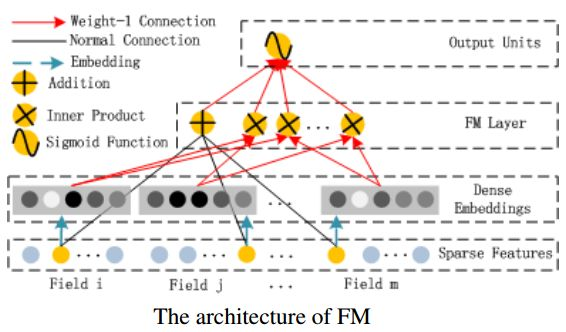 Weight-1 Connection
Normal Connection
Embedding
Addition
Inner Product
Sigmoid Function
Output Units
...
FM Layer
...
Dense
Embeddings
... ... ... ... Sparse Features
Field i Field j ... Field m
The architecture of FM